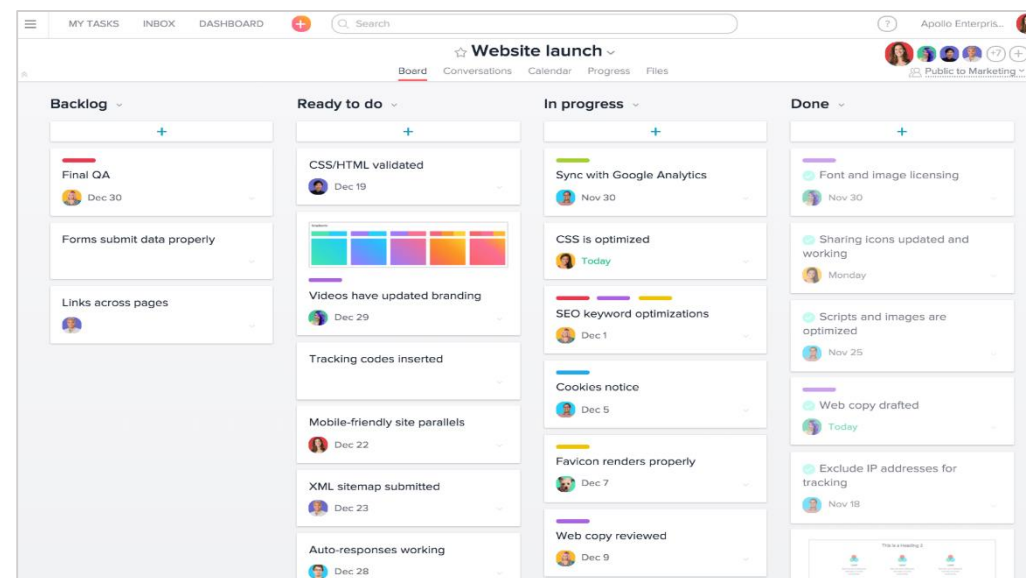 MY TASKS INBOX DASHBOARD + Search ? Apollo Enterpris...
Website launch
+7 +
Board Conversations Calendar Progress Files
Public to Marketing
Backlog
+
Final QA
Dec 30
Forms submit data properly
Links across pages
Ready to do
+
CSS/HTML validated
Dec 19
Videos have updated branding
Dec 29
Tracking codes inserted
Mobile-friendly site parallels
Dec 22
XML sitemap submitted
Dec 23
Auto-responses working
Dec 28
In progress
+
Sync with Google Analytics
Nov 30
CSS is optimized
Today
SEO keyword optimizations
Dec 1
Cookies notice
Dec 5
Favicon renders properly
Dec 7
Web copy reviewed
Dec 9
Done
+
Font and image licensing
Nov 30
Sharing icons updated and
working
Monday
Scripts and images are
optimized
Nov 25
Web copy drafted
Today
Exclude IP addresses for
tracking
Nov 18
This is a Heading 2